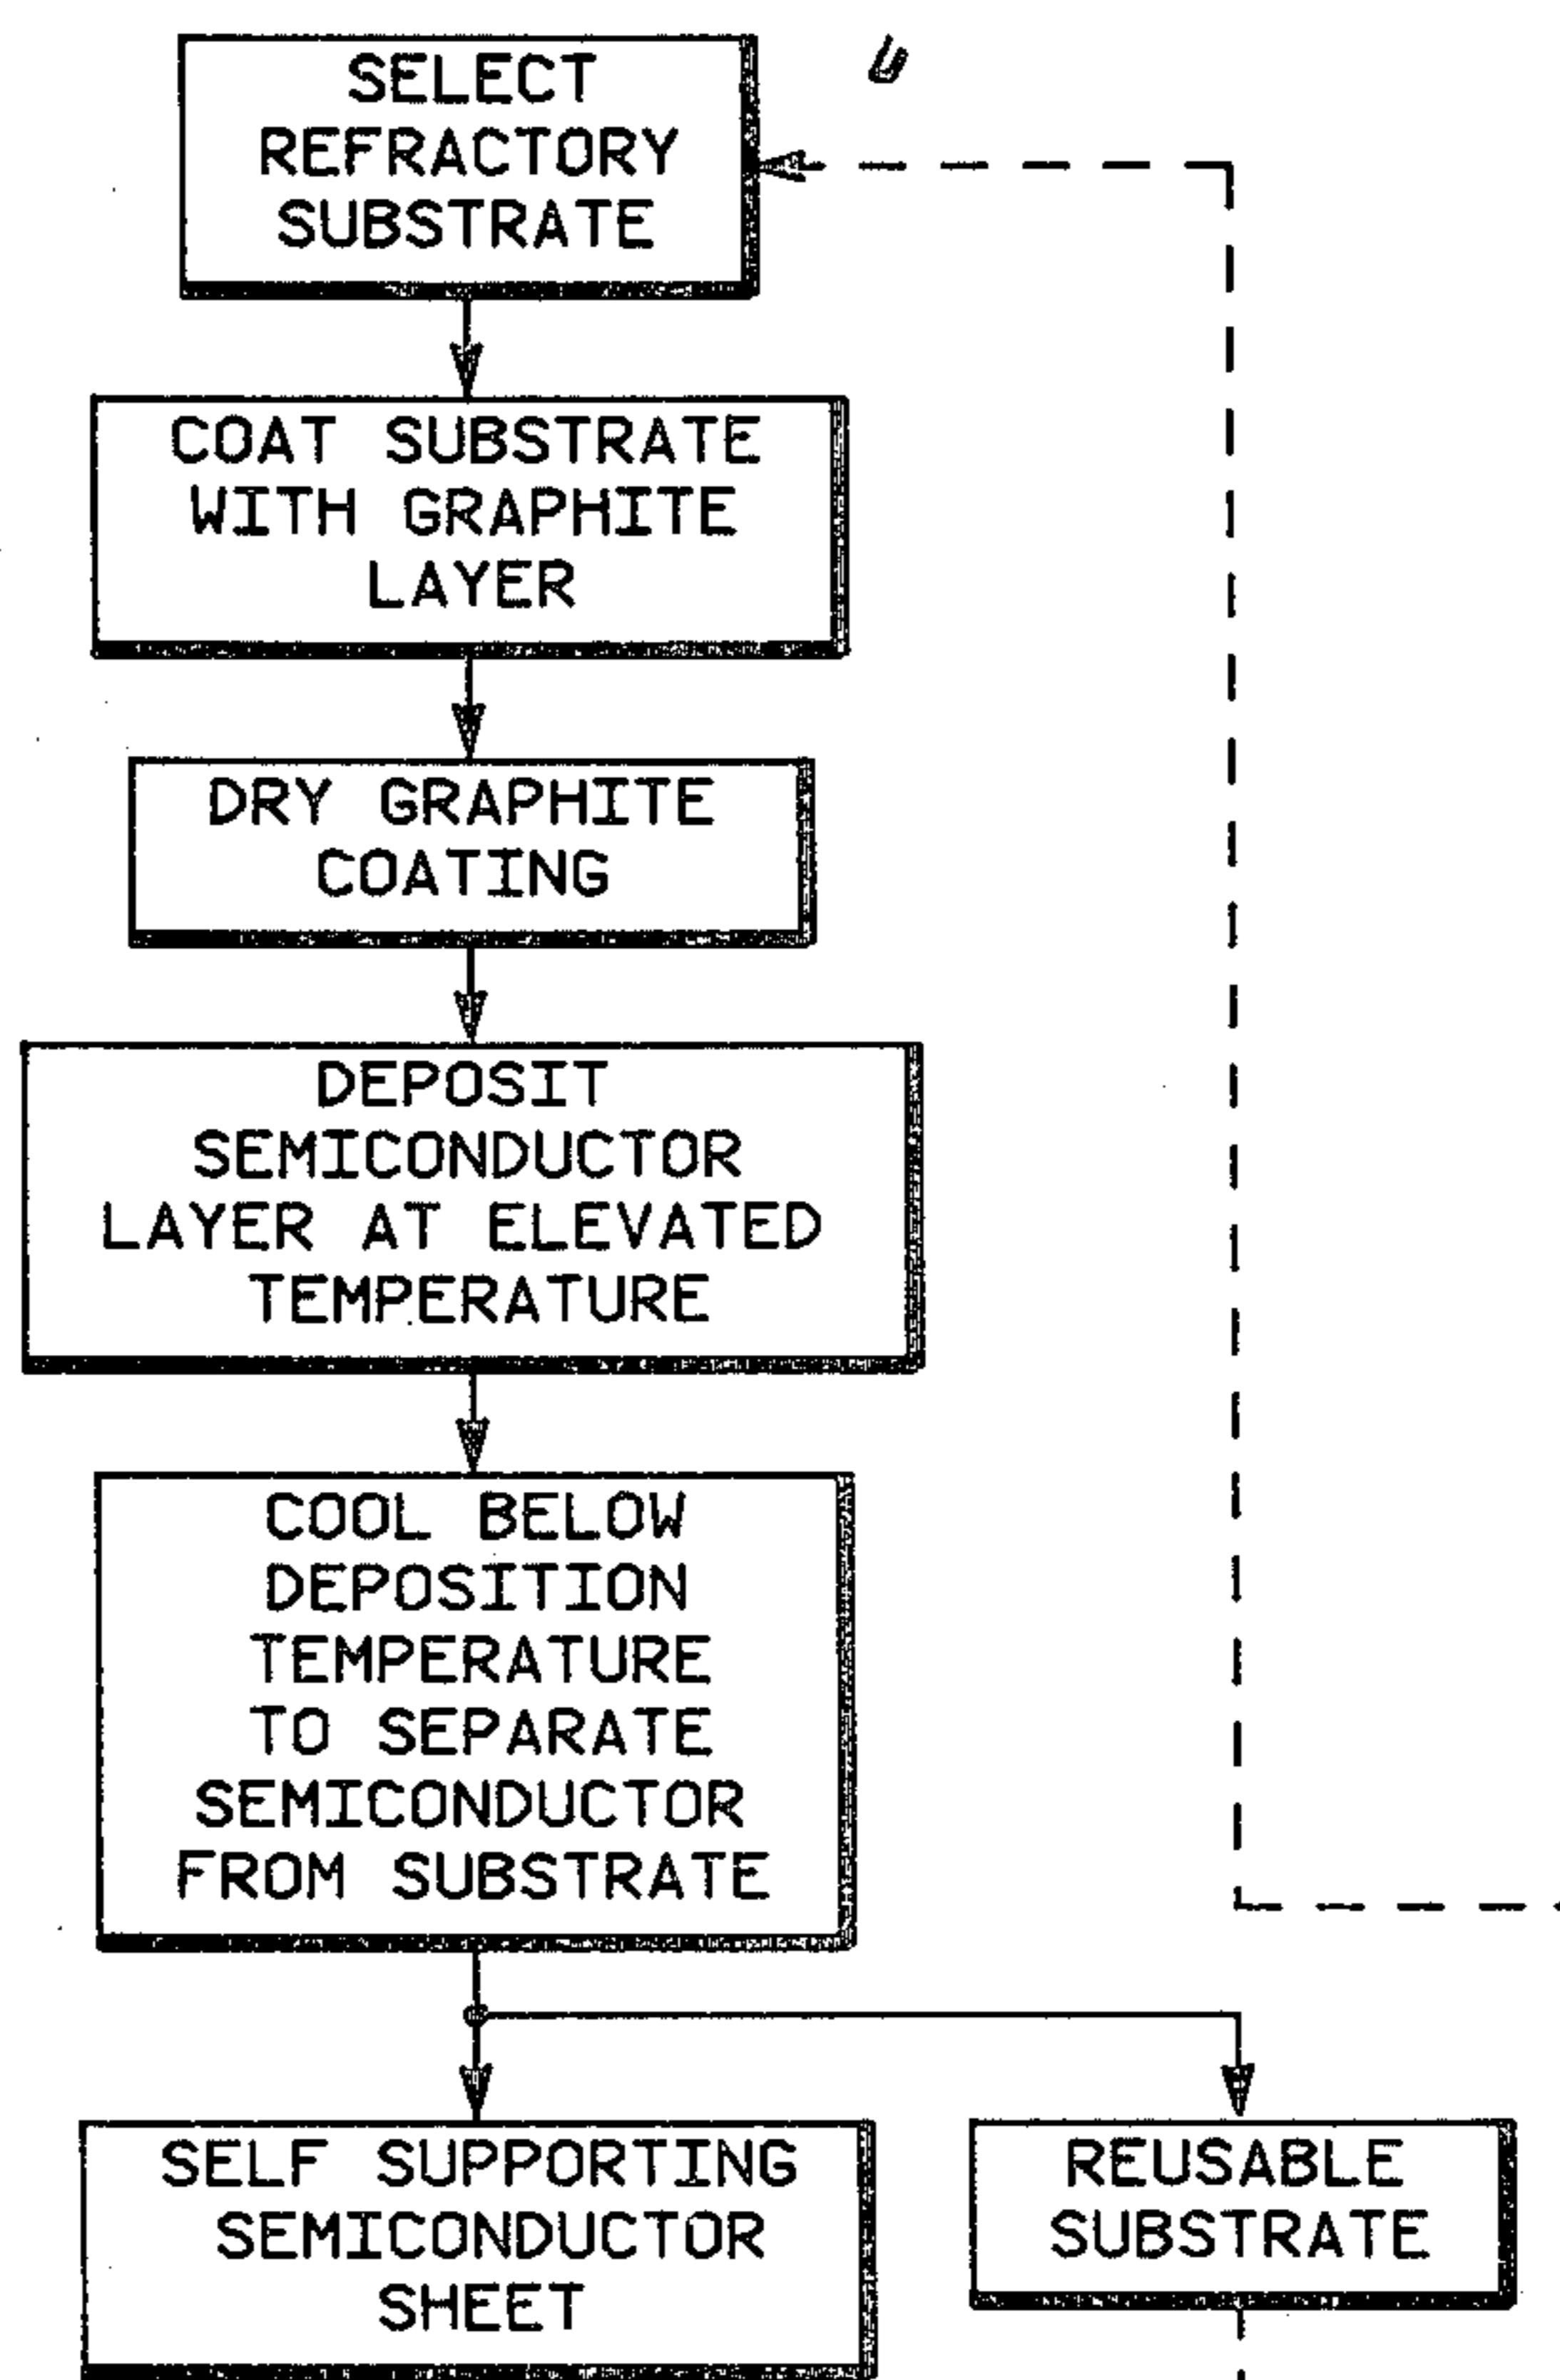 SELECT
REFRACTORY
SUBSTRATE
COAT SUBSTRATE
WITH GRAPHITE
LAYER
DRY GRAPHITE
COATING
DEPOSIT
SEMICONDUCTOR
LAYER AT ELEVATED
TEMPERATURE
COOL BELOW
DEPOSITION
TEMPERATURE
TO SEPARATE
SEMICONDUCTOR
FROM SUBSTRATE
SELF SUPPORTING
SEMICONDUCTOR
SHEET
REUSABLE
SUBSTRATE